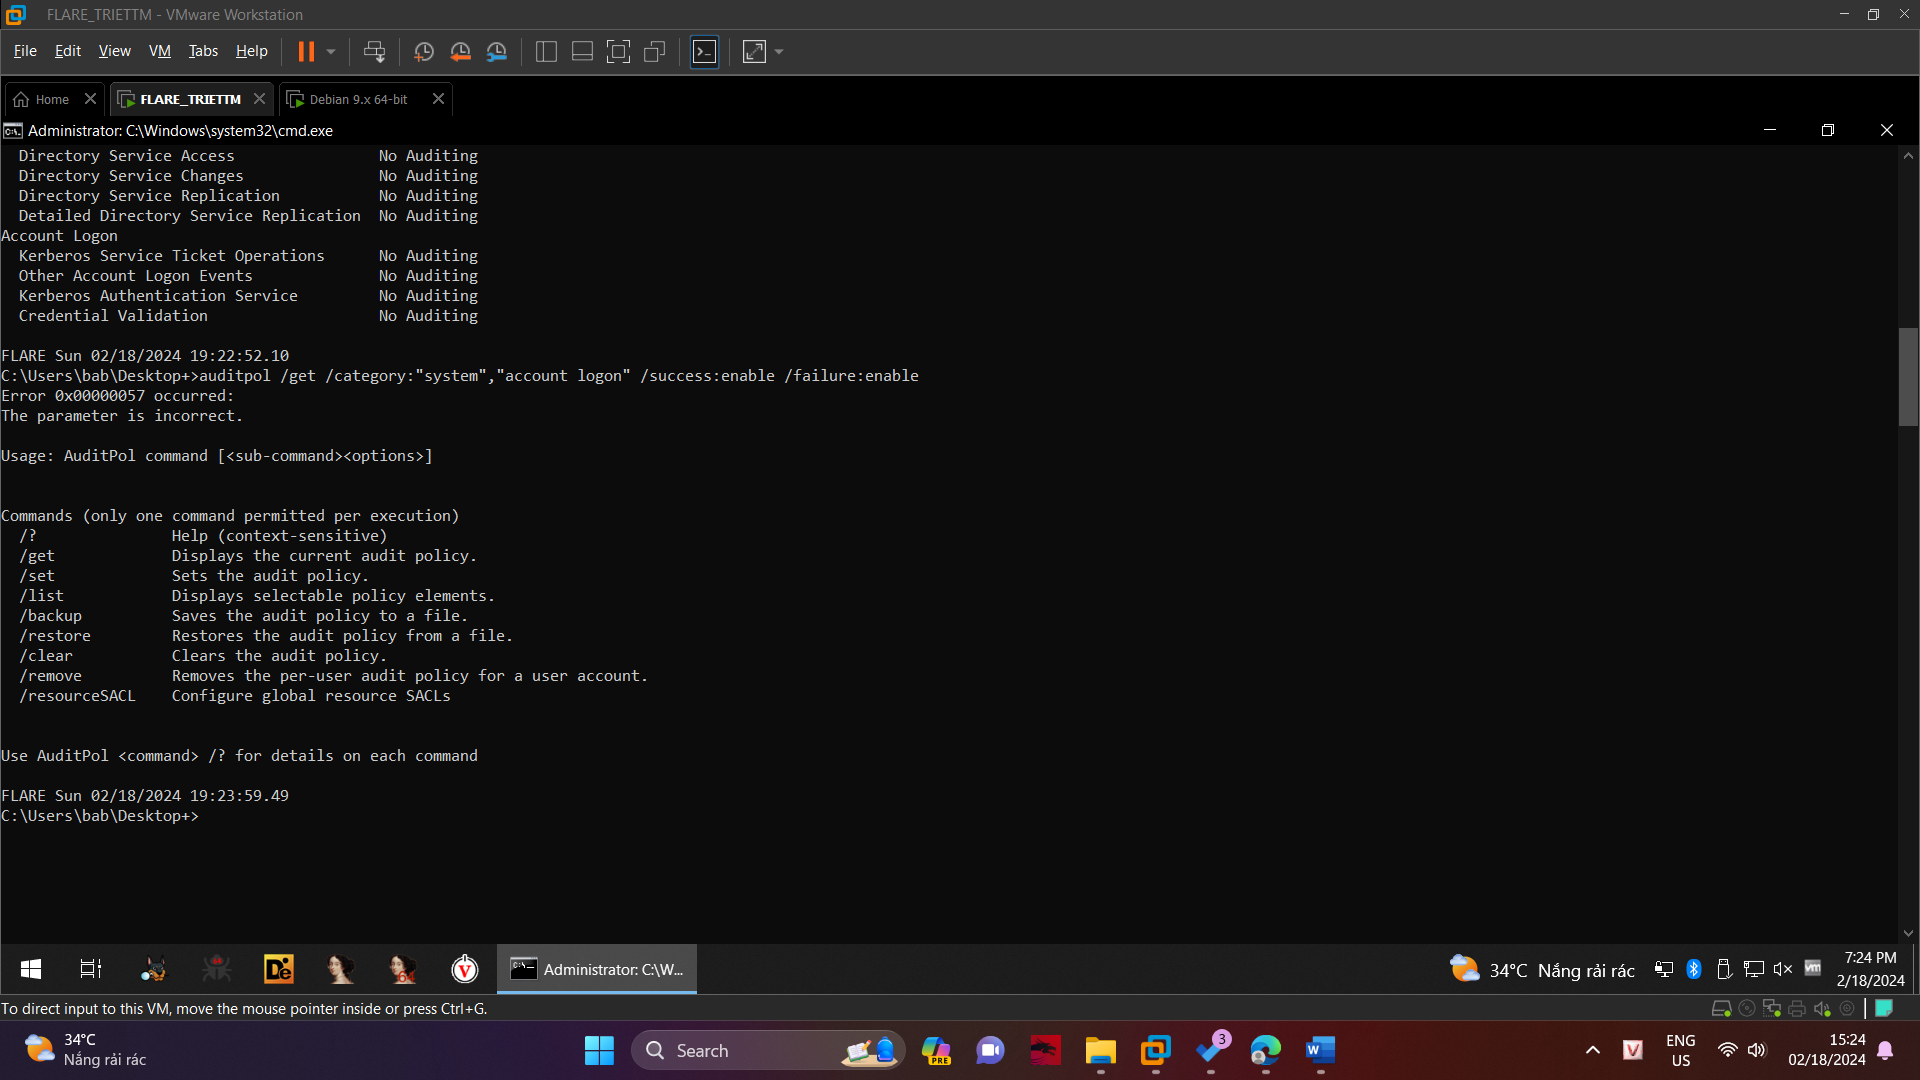 FLARE_TRIETTM - VMware Workstation
File Edit View VM Tabs Help
Home FLARE_TRIETTM Debian 9.x 64-bit
Administrator: C:\Windows\system32\cmd.exe
Directory Service Access No Auditing
Directory Service Changes No Auditing
Directory Service Replication No Auditing
Detailed Directory Service Replication No Auditing
Account Logon
Kerberos Service Ticket Operations No Auditing
Other Account Logon Events No Auditing
Kerberos Authentication Service No Auditing
Credential Validation No Auditing
FLARE Sun 02/18/2024 19:22:52.10
C:\Users\bab\Desktop+>auditpol /get /category:"system","account logon" /success:enable /failure:enable
Error 0x00000057 occurred:
The parameter is incorrect.
Usage: AuditPol command [<sub-command><options>]
Commands (only one command permitted per execution)
/? Help (context-sensitive)
/get Displays the current audit policy.
/set Sets the audit policy.
/list Displays selectable policy elements.
/backup Saves the audit policy to a file.
/restore Restores the audit policy from a file.
/clear Clears the audit policy.
/remove Removes the per-user audit policy for a user account.
/resourceSACL Configure global resource SACLs
Use AuditPol <command> /? for details on each command
FLARE Sun 02/18/2024 19:23:59.49
C:\Users\bab\Desktop+>
De 64 V Administrator: C:\W... 34°C Nắng rải rác vm 7:24 PM
2/18/2024
To direct input to this VM, move the mouse pointer inside or press Ctrl+G.
34°C
Nắng rải rác
Search PRE 3 W V
ENG
US
15:24
02/18/2024